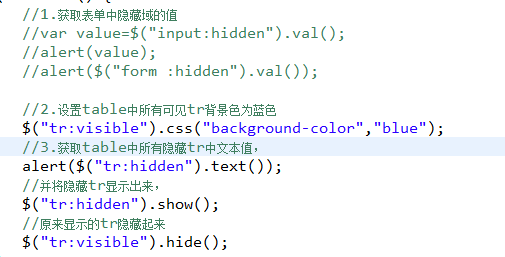 //1.获取表单中隐藏域的值
//var value=$("input:hidden").val();
//alert(value);
//alert($("form :hidden").val());
//2.设置table中所有可见tr背景色为蓝色
$("tr:visible").css("background-color","blue");
//3.获取table中所有隐藏tr中文本值，
alert($("tr:hidden").text());
//并将隐藏tr显示出来，
$("tr:hidden").show();
//原来显示的tr隐藏起来
$("tr:visible").hide();